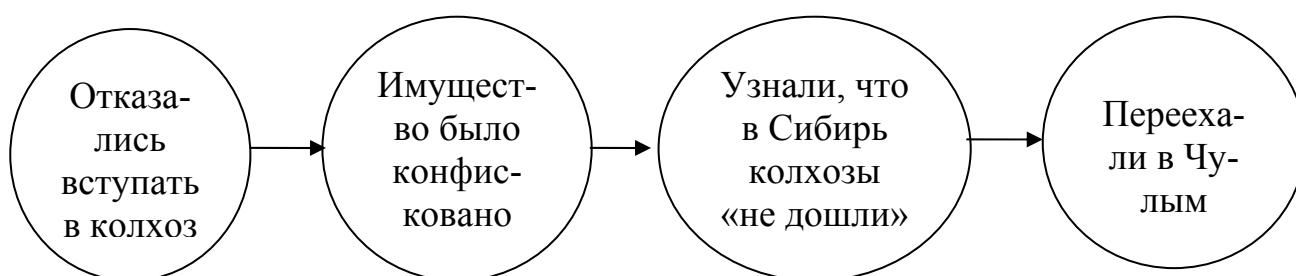 Отказа-
лись
вступать
в колхоз
Имущест-
во было
конфис-
ковано
Узнали, что
в Сибирь
колхозы
«не дошли»
Перееха-
ли в Чу-
лым